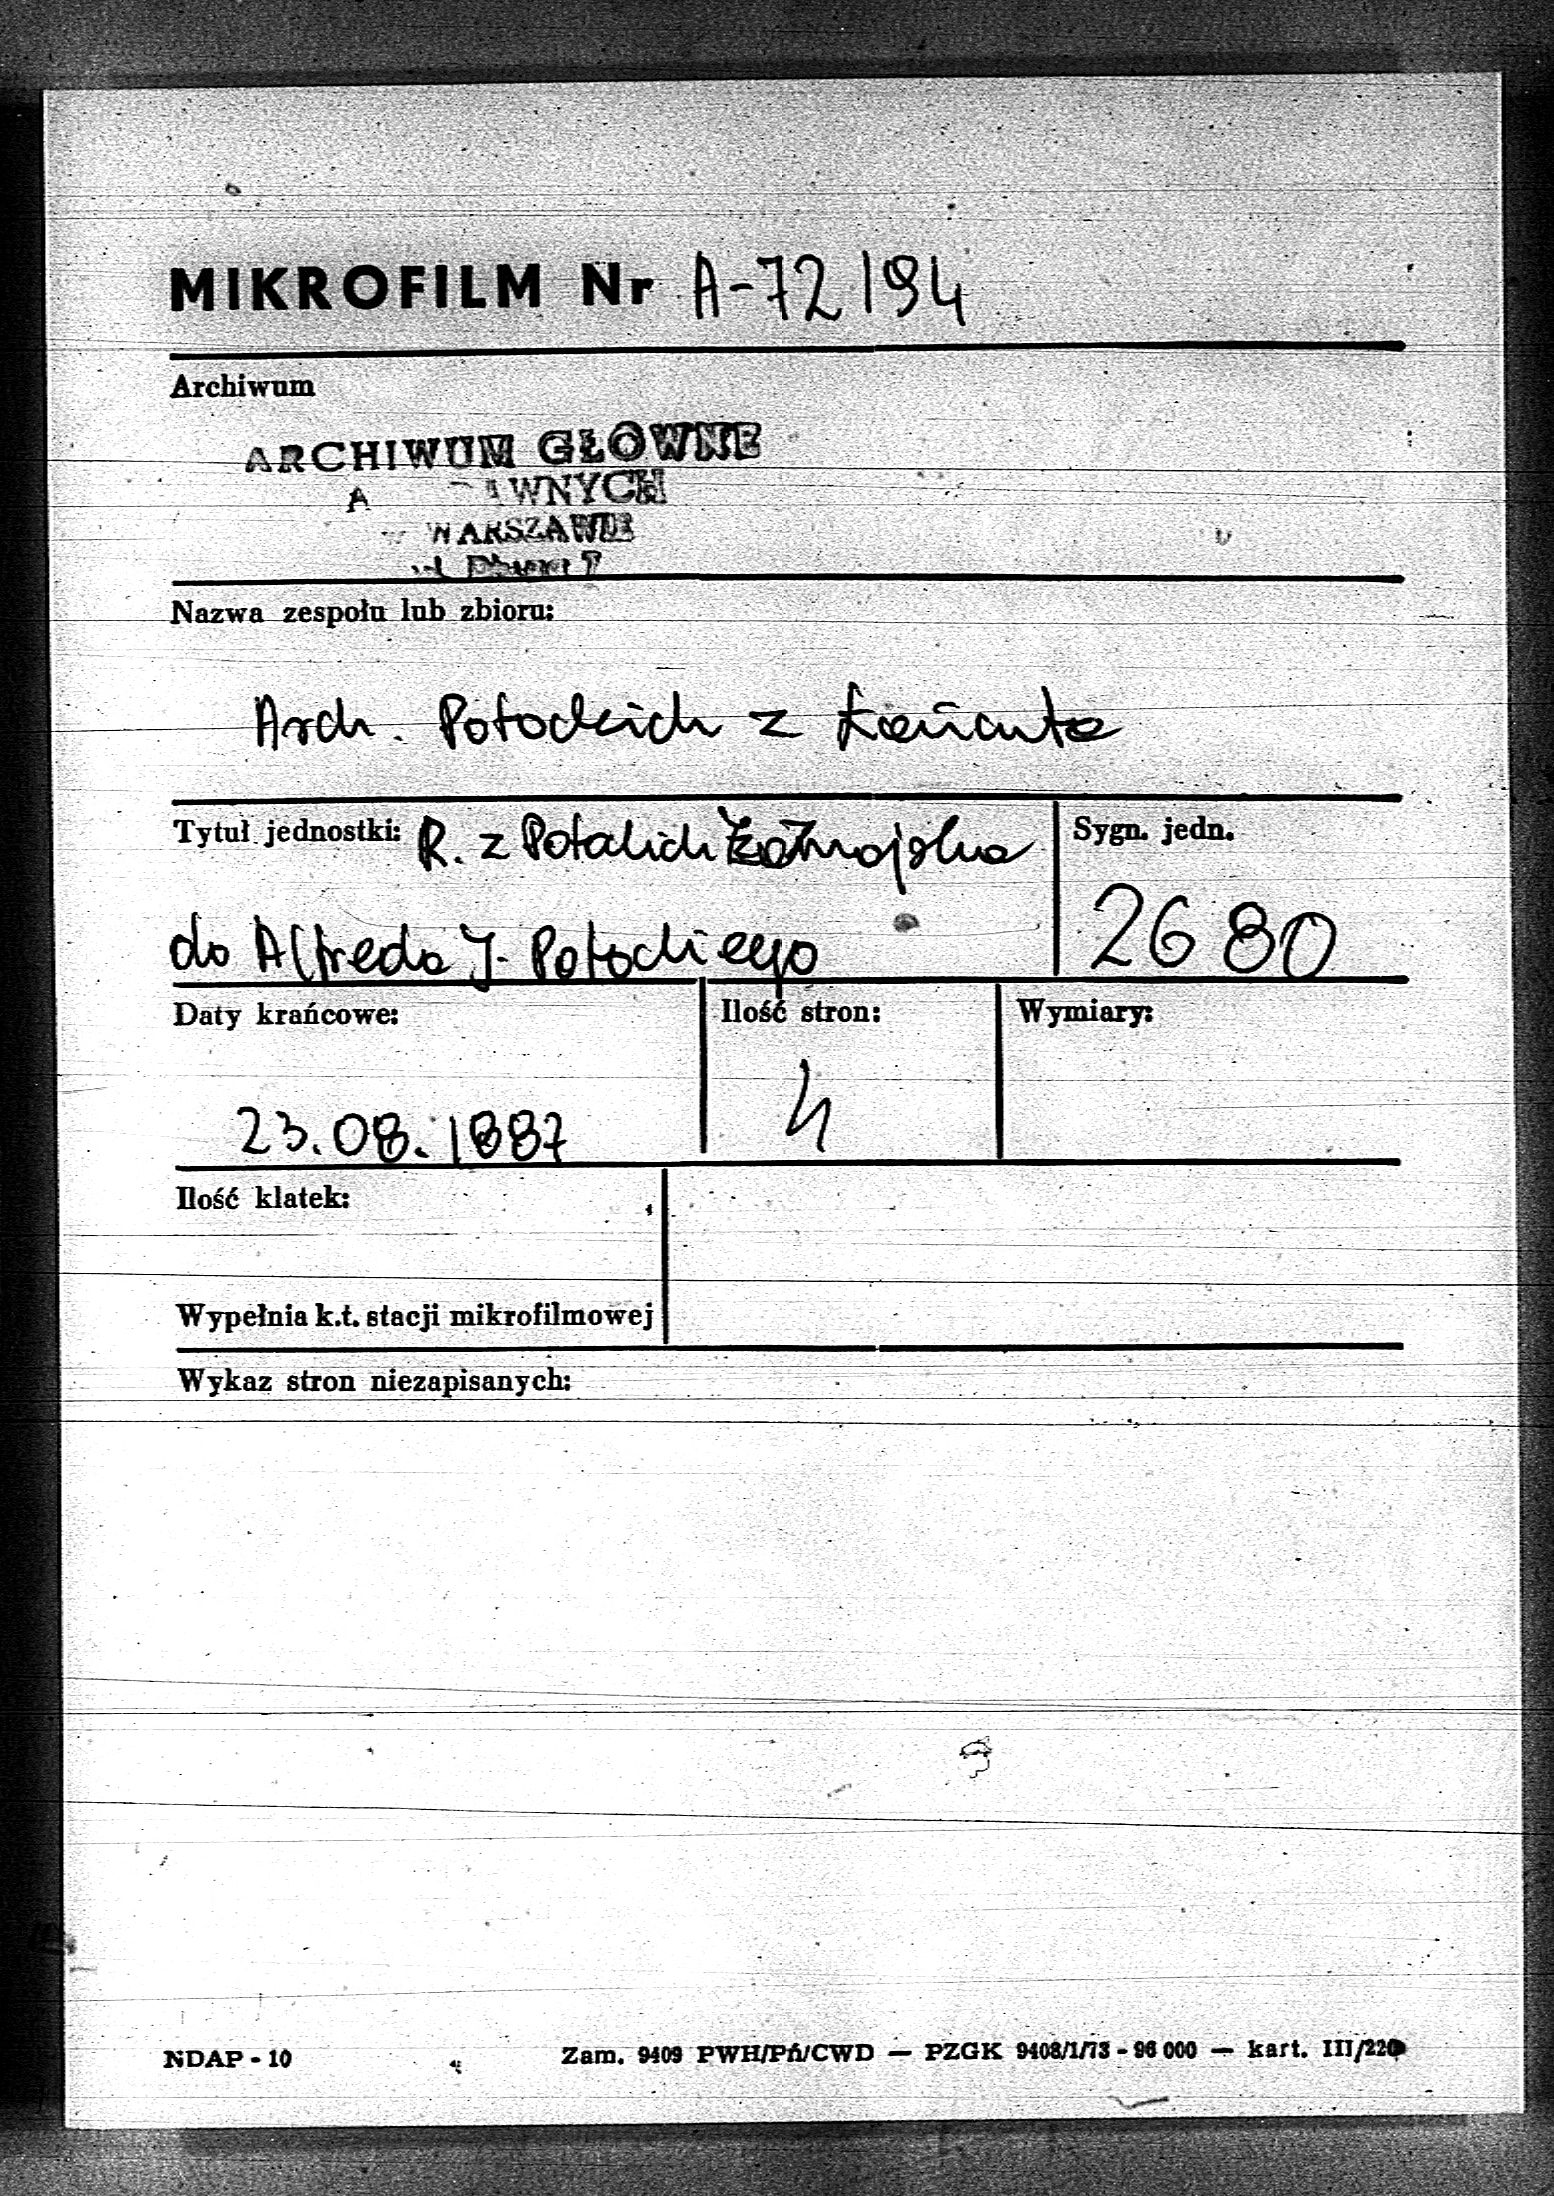 MIKROFILM Nr A-72194
Archiwum
ARCHIWUM GŁÓWNE
A WNYCH
WARSZAWIE
Nazwa zespołu lub zbioru:
Arch. Potockich z Łańcuta
Tytuł jednostki: R. z Potockich
do Alfreda J. Potockiego
Sygn. jedn.
2680
Daty krańcowe:
23.08.1887
Ilość stron:
4
Wymiary:
Ilość klatek:
Wypełnia k.t. stacji mikrofilmowej
Wykaz stron niezapisanych:
NDAP - 10
Zam. 9409 PWH/Pń/CWD — PZGK 9408/1/73 - 96 000 — kart. III/220